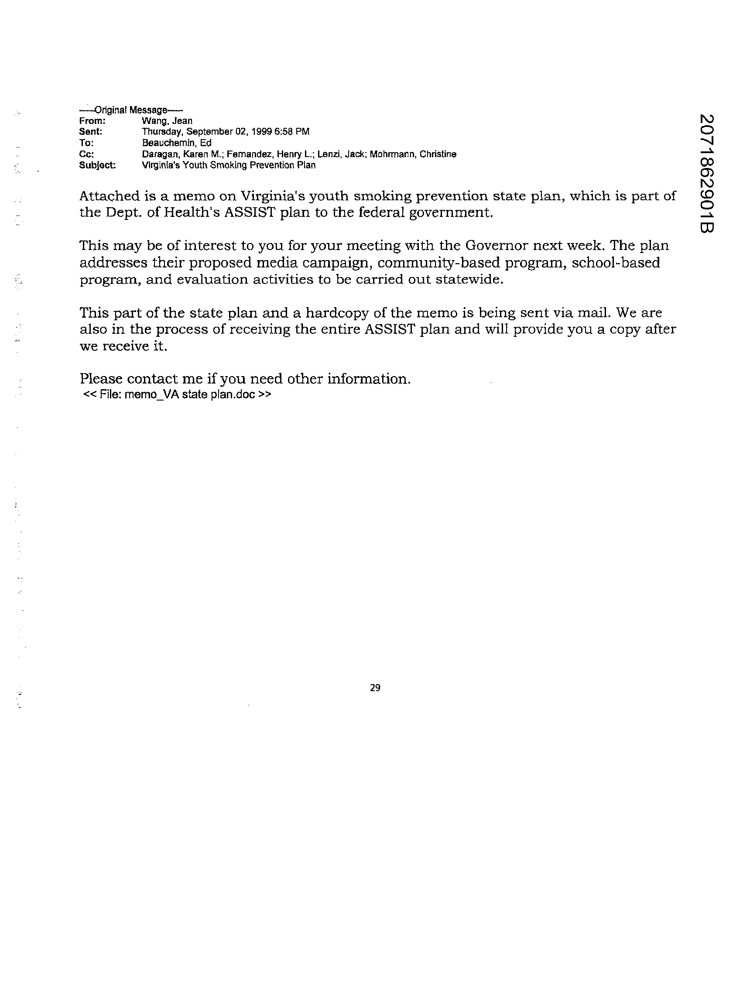 -----Original Message-----
From: Wang, Jean
Sent: Thursday, September 02, 1999 6:58 PM
To: Beauchemin, Ed
Cc: Daragan, Karen M.; Fernandez, Henry L.; Lenzi, Jack; Mohrmann, Christine
Subject: Virginia's Youth Smoking Prevention Plan
Attached is a memo on Virginia's youth smoking prevention state plan, which is part of
the Dept. of Health's ASSIST plan to the federal government.
This may be of interest to you for your meeting with the Governor next week. The plan
addresses their proposed media campaign, community-based program, school-based
program, and evaluation activities to be carried out statewide.
This part of the state plan and a hardcopy of the memo is being sent via mail. We are
also in the process of receiving the entire ASSIST plan and will provide you a copy after
we receive it.
Please contact me if you need other information.
<< File: memo_VA state plan.doc >>
29
2071862901B